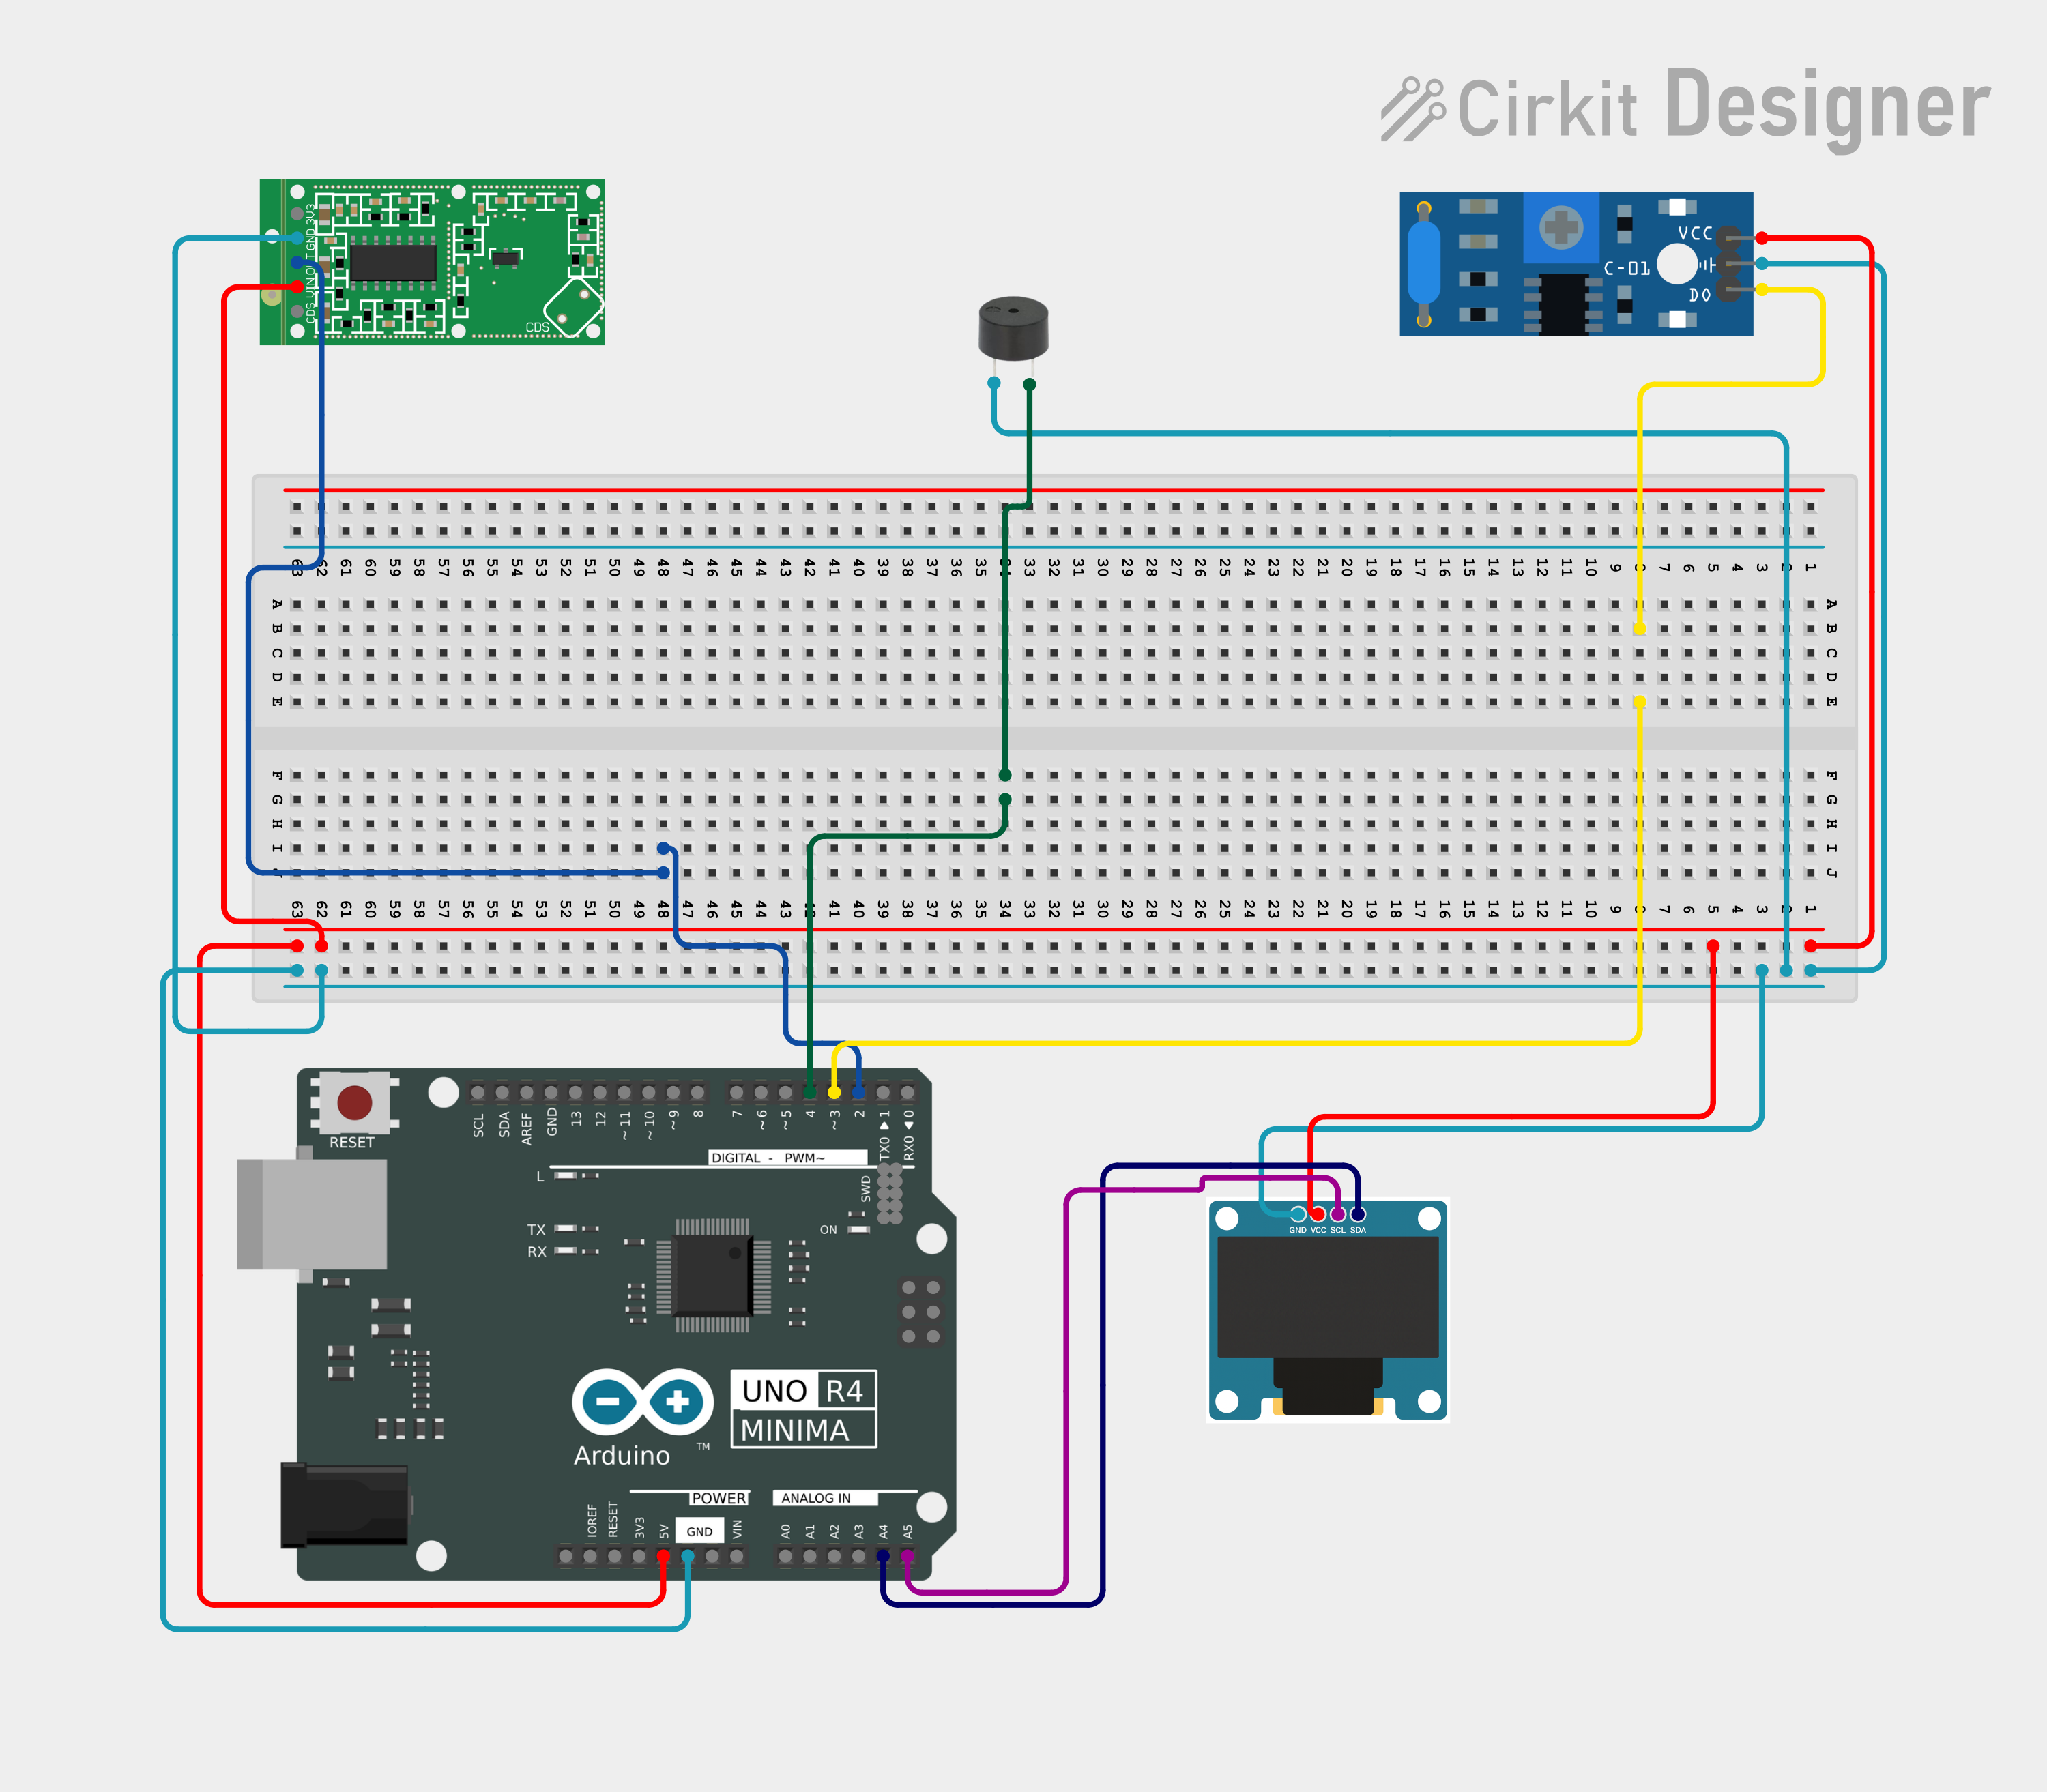 Cirkit Designer
3V3
GND
OUT
VIN
CDS
CDS
VCC
C-01
DO
63 62 61 60 59 58 57 56 55 54 53 52 51 50 49 48 47 46 45 44 43 42 41 40 39 38 37 36 35 34 33 32 31 30 29 28 27 26 25 24 23 22 21 20 19 18 17 16 15 14 13 12 11 10 9 8 7 6 5 4 3 2 1
A A
B B
C C
D D
E E
F F
G G
H H
I I
J
63 62 61 60 59 58 57 56 55 54 53 52 51 50 49 48 47 46 45 44 43 42 41 40 39 38 37 36 35 34 33 32 31 30 29 28 27 26 25 24 23 22 21 20 19 18 17 16 15 14 13 12 11 10 9 8 7 6 5 4 3 2 1
RESET
SCL SDA AREF GND 13 12 ~11 ~10 ~9 8 7 ~6 ~5 4 ~3 2 TX0 ▶ 1 RX0 ◀ 0
DIGITAL - PWM~
L
SWD
TX
ON
RX
GND VCC SCL SDA
UNO R4
MINIMA
Arduino TM
POWER ANALOG IN
IOREF RESET 3V3 5V GND VIN A0 A1 A2 A3 A4 A5